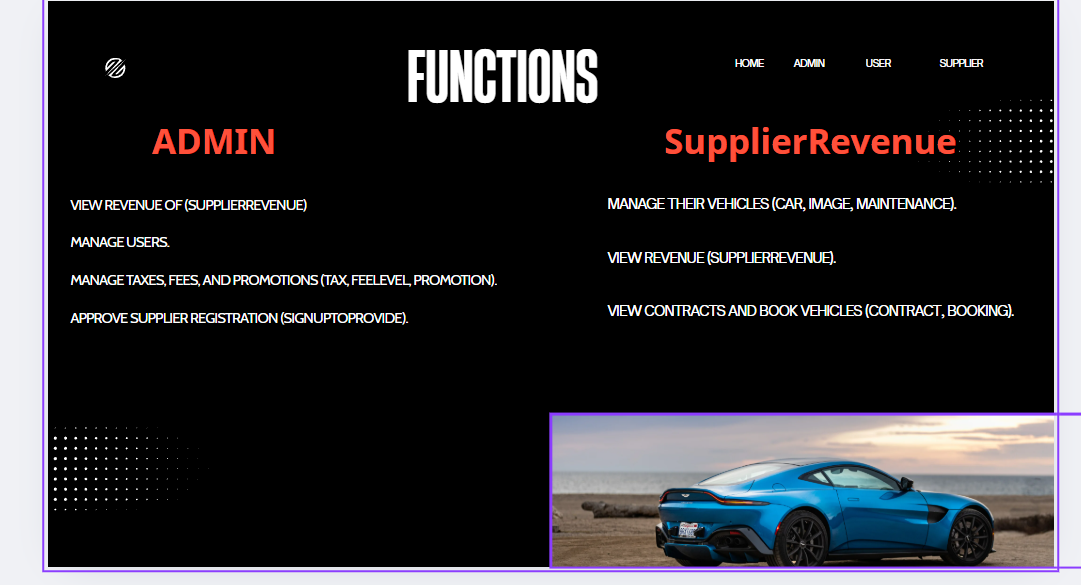 FUNCTIONS
HOME ADMIN USER SUPPLIER
ADMIN
SupplierRevenue
VIEW REVENUE OF (SUPPLIERREVENUE)
MANAGE USERS.
MANAGE TAXES, FEES, AND PROMOTIONS (TAX, FEELEVEL, PROMOTION).
APPROVE SUPPLIER REGISTRATION (SIGNUPTOPROVIDE).
MANAGE THEIR VEHICLES (CAR, IMAGE, MAINTENANCE).
VIEW REVENUE (SUPPLIERREVENUE).
VIEW CONTRACTS AND BOOK VEHICLES (CONTRACT, BOOKING).